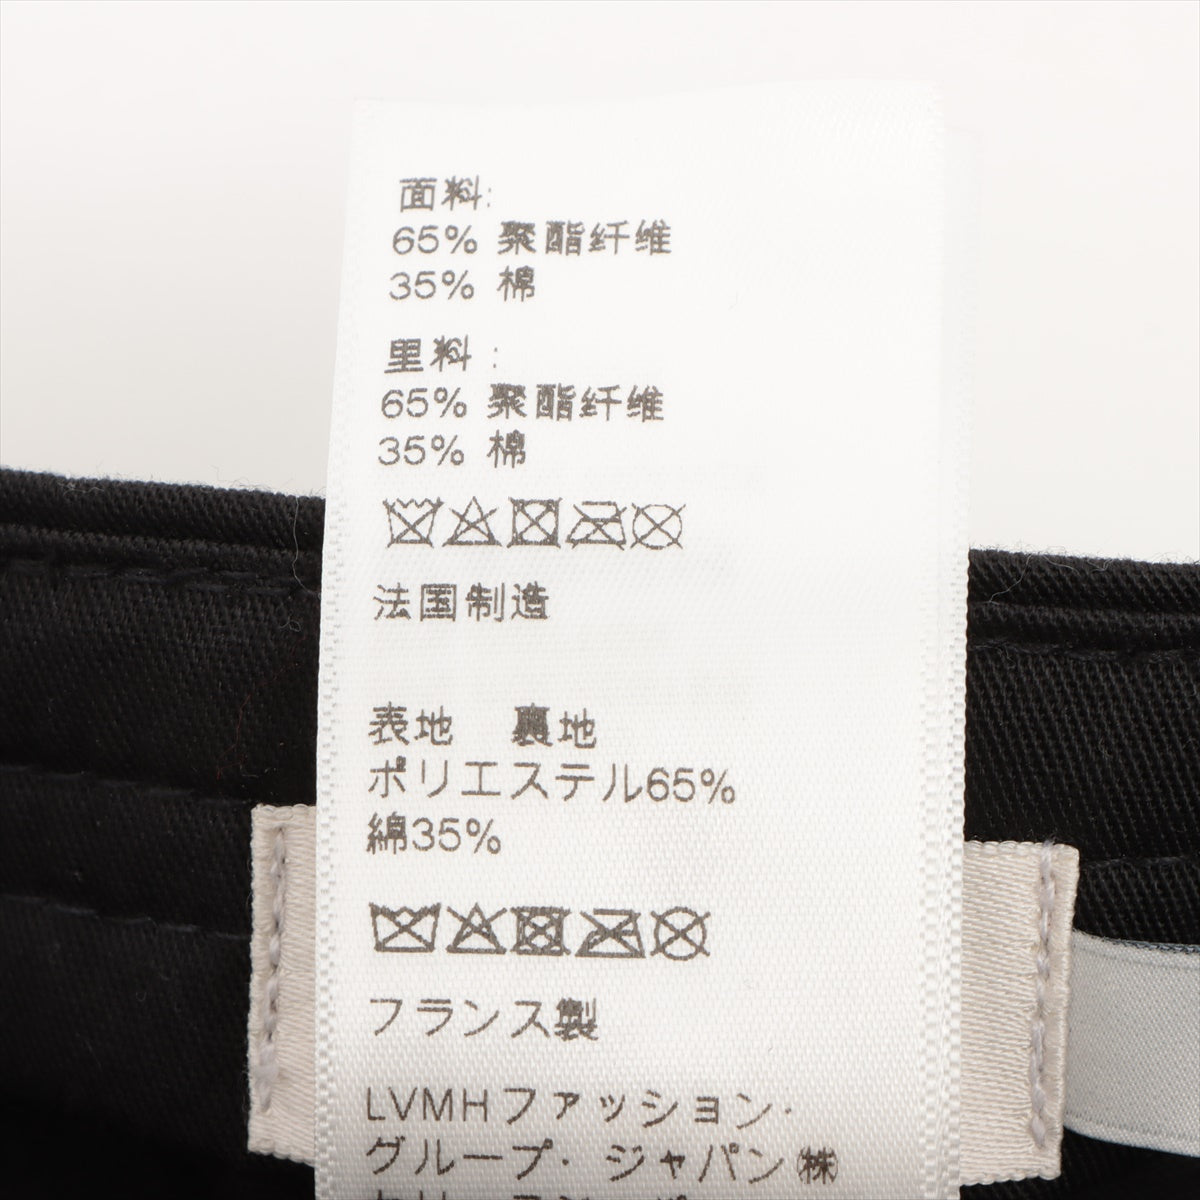 面料:
65% 聚酯纤维
35% 棉
里料:
65% 聚酯纤维
35% 棉
法国制造
表地 裏地
ポリエステル65%
綿35%
フランス製
LVMHファッション・
グループ・ジャパン㈱